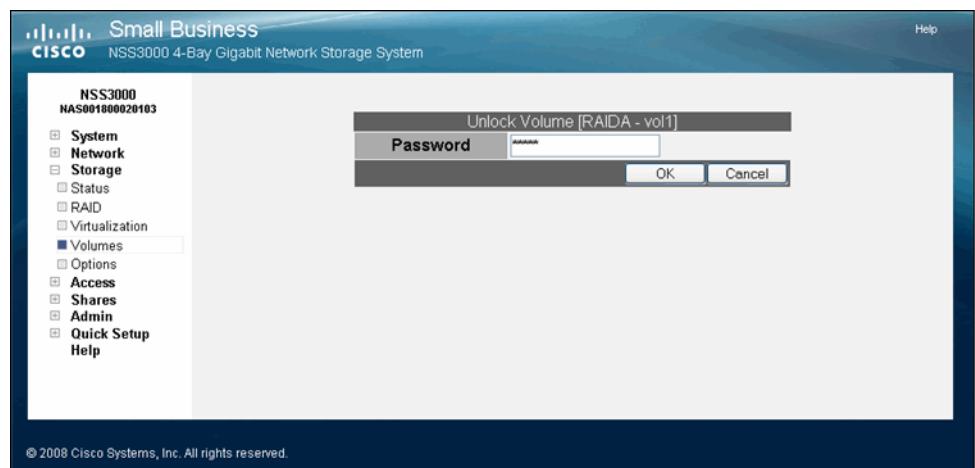 Small Business
Help
CISCO NSS3000 4-Bay Gigabit Network Storage System
NSS3000
NAS001800020103
System
Network
Storage
Status
RAID
Virtualization
Volumes
Options
Access
Shares
Admin
Quick Setup
Help
Unlock Volume [RAIDA - vol1]
Password *****
OK Cancel
© 2008 Cisco Systems, Inc. All rights reserved.